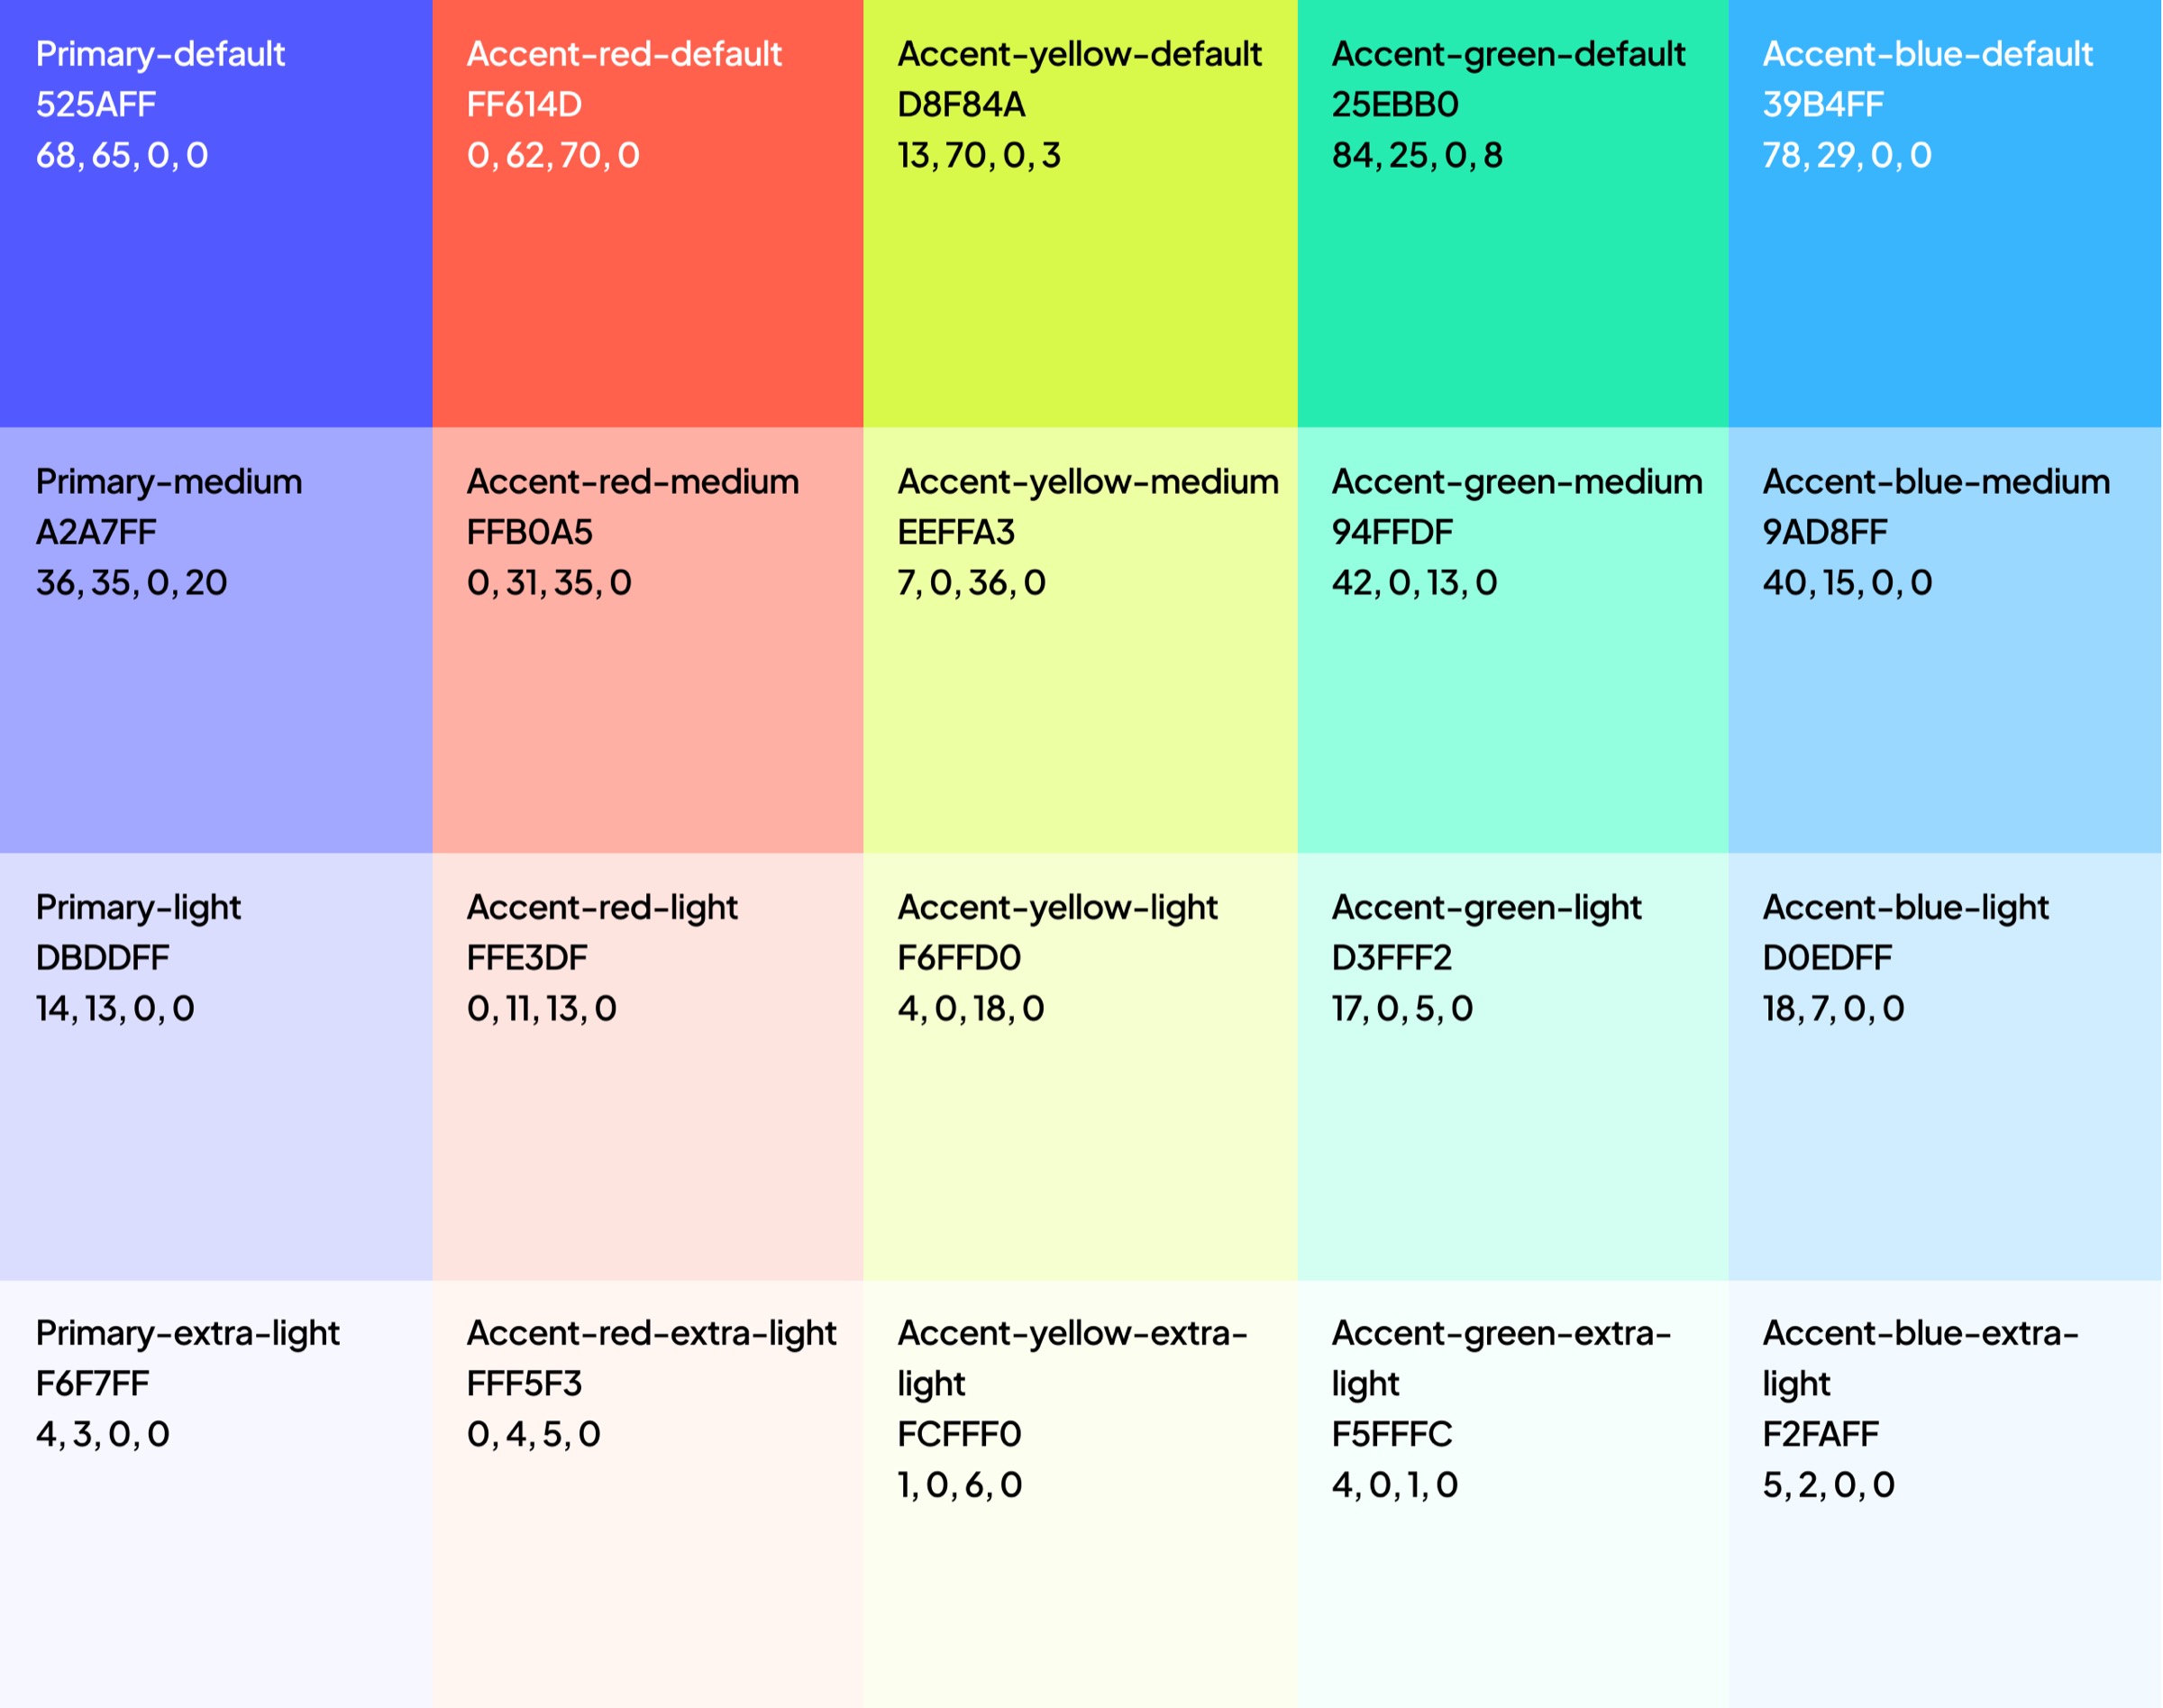 Primary-default
525AFF
68, 65, 0, 0
Accent-red-default
FF614D
0, 62, 70, 0
Accent-yellow-default
D8F84A
13, 70, 0, 3
Accent-green-default
25EBB0
84, 25, 0, 8
Accent-blue-default
39B4FF
78, 29, 0, 0
Primary-medium
A2A7FF
36, 35, 0, 20
Accent-red-medium
FFB0A5
0, 31, 35, 0
Accent-yellow-medium
EEFFA3
7, 0, 36, 0
Accent-green-medium
94FFDF
42, 0, 13, 0
Accent-blue-medium
9AD8FF
40, 15, 0, 0
Primary-light
DBDDFF
14, 13, 0, 0
Accent-red-light
FFE3DF
0, 11, 13, 0
Accent-yellow-light
F6FFD0
4, 0, 18, 0
Accent-green-light
D3FFF2
17, 0, 5, 0
Accent-blue-light
D0EDFF
18, 7, 0, 0
Primary-extra-light
F6F7FF
4, 3, 0, 0
Accent-red-extra-light
FFF5F3
0, 4, 5, 0
Accent-yellow-extra-
light
FCFFF0
1, 0, 6, 0
Accent-green-extra-
light
F5FFFC
4, 0, 1, 0
Accent-blue-extra-
light
F2FAFF
5, 2, 0, 0